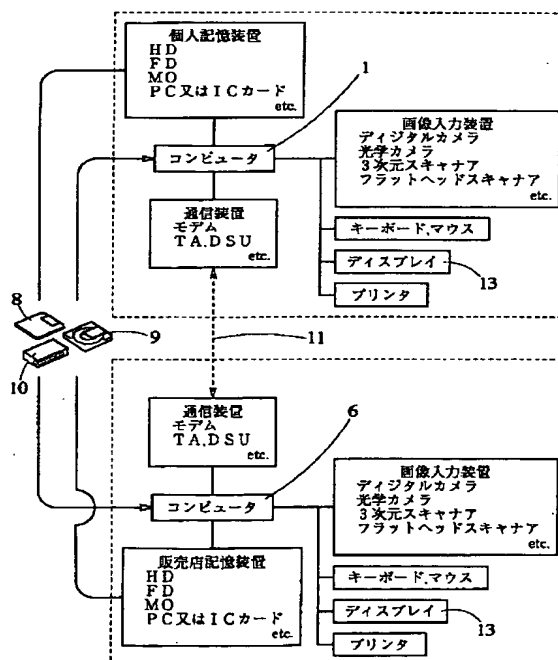 個人記憶装置
HD
FD
MO
PC又はICカード
etc.
1
コンピュータ
画像入力装置
ディジタルカメラ
光学カメラ
3次元スキャナア
フラットヘッドスキャナア
etc.
通信装置
モデム
TA,DSU
etc.
キーボード,マウス
ディスプレイ
13
プリンタ
8
9
10
11
通信装置
モデム
TA,DSU
etc.
6
コンピュータ
画像入力装置
ディジタルカメラ
光学カメラ
3次元スキャナア
フラットヘッドスキャナア
etc.
販売店記憶装置
HD
FD
MO
PC又はICカード
etc.
キーボード,マウス
ディスプレイ
13
プリンタ